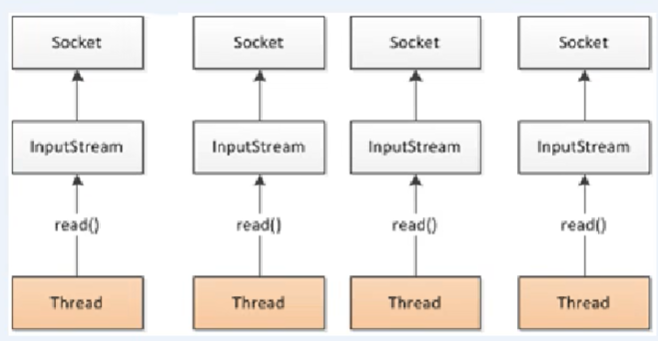 Socket Socket Socket Socket
InputStream InputStream InputStream InputStream
read() read() read() read()
Thread Thread Thread Thread